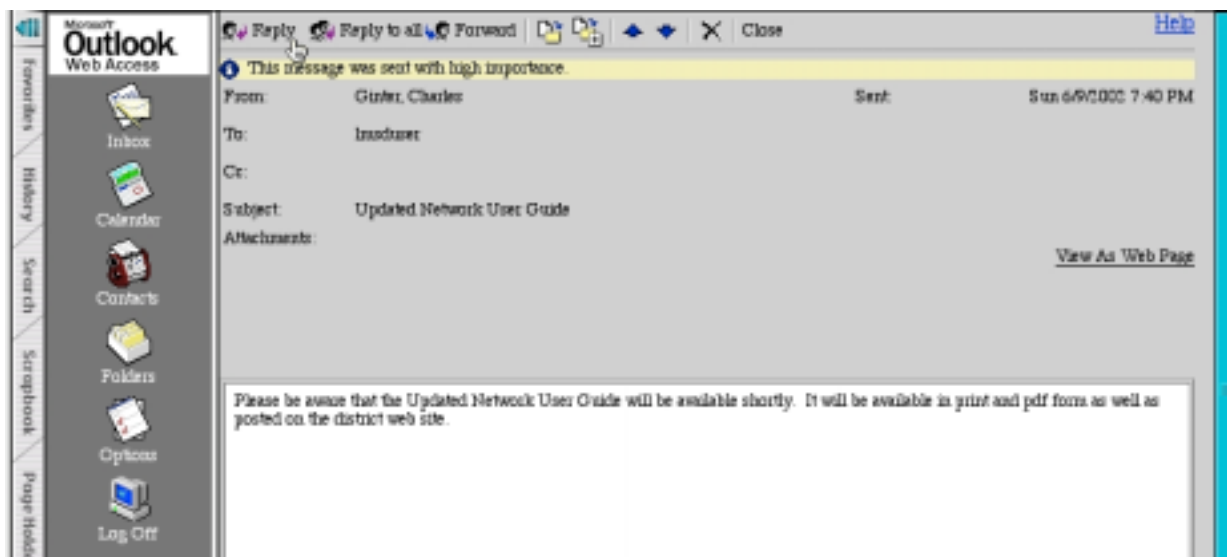 Microsoft
Outlook
Web Access
Favorites
History
Search
Scrapbook
Page Holde
Inbox
Calendar
Contacts
Folders
Options
Log Off
Reply Reply to all Forward Close Help
This message was sent with high importance.
From: Ginter, Charles Sent: Sun 6/9/2002 7:40 PM
To:
Cc:
Subject: Updated Network User Guide
Attachments:
View As Web Page
Please be aware that the Updated Network User Guide will be available shortly. It will be available in print and pdf form as well as
posted on the district web site.